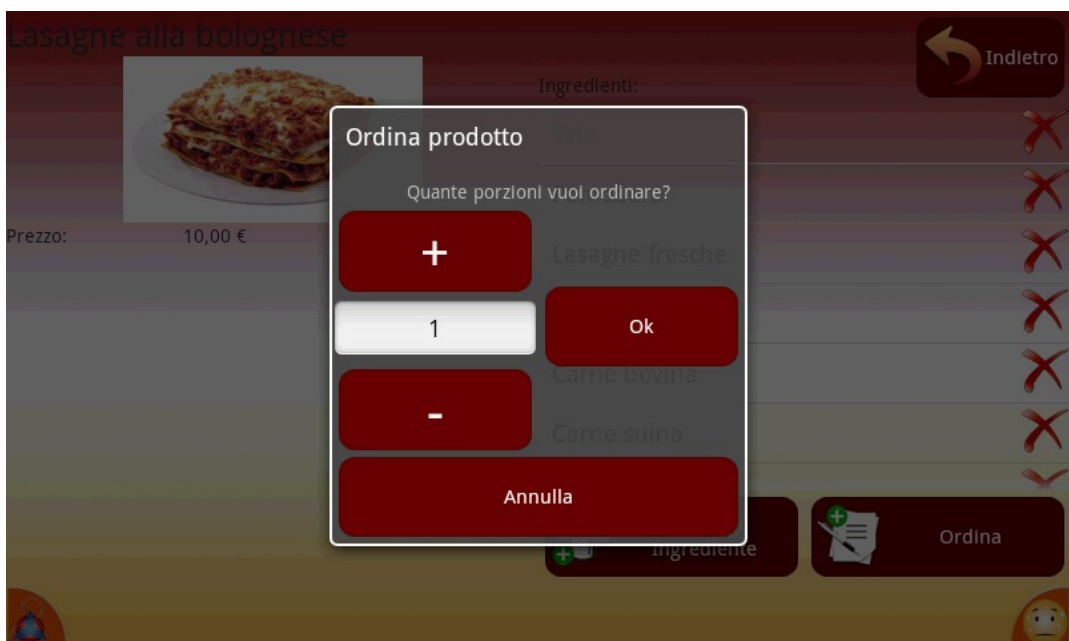 Lasagne alla bolognese
Indietro
Ingredienti:
Ordina prodotto
Quante porzioni vuoi ordinare?
Prezzo:
10,00 €
+
Lasagne fresche
1
Ok
Carne bovina
-
Carne suina
Annulla
Ingrediente
Ordina